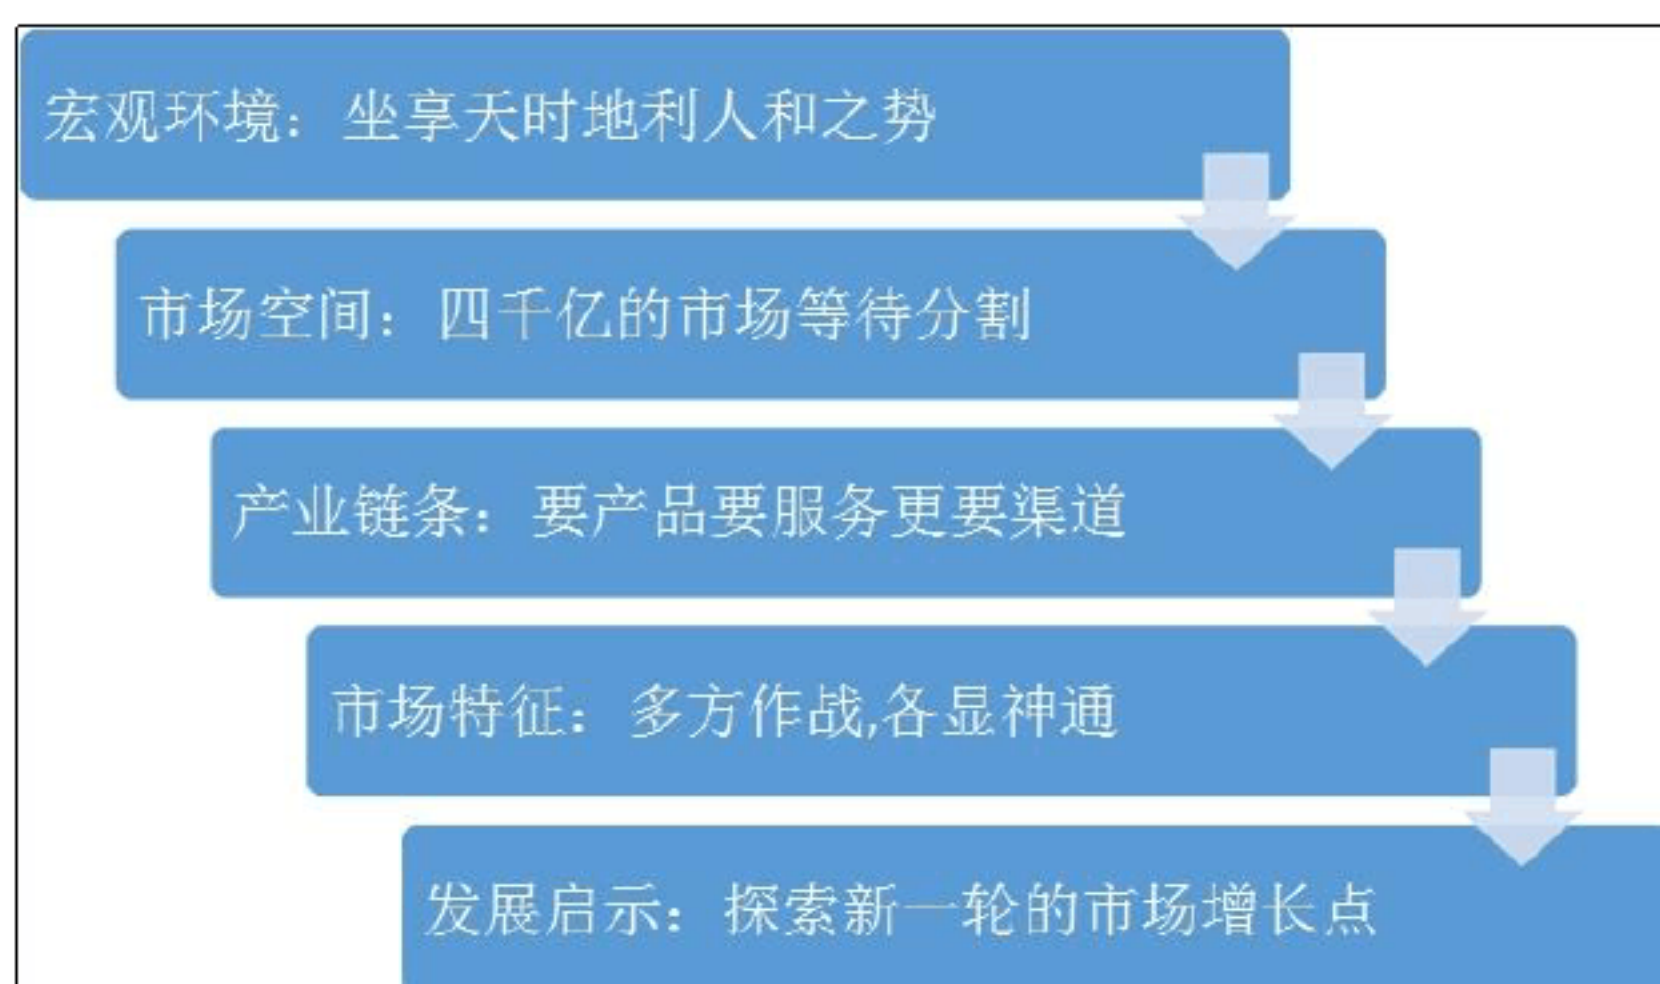 宏观环境：坐享天时地利人和之势
市场空间：四千亿的市场等待分割
产业链条：要产品要服务更要渠道
市场特征：多方作战,各显神通
发展启示：探索新一轮的市场增长点